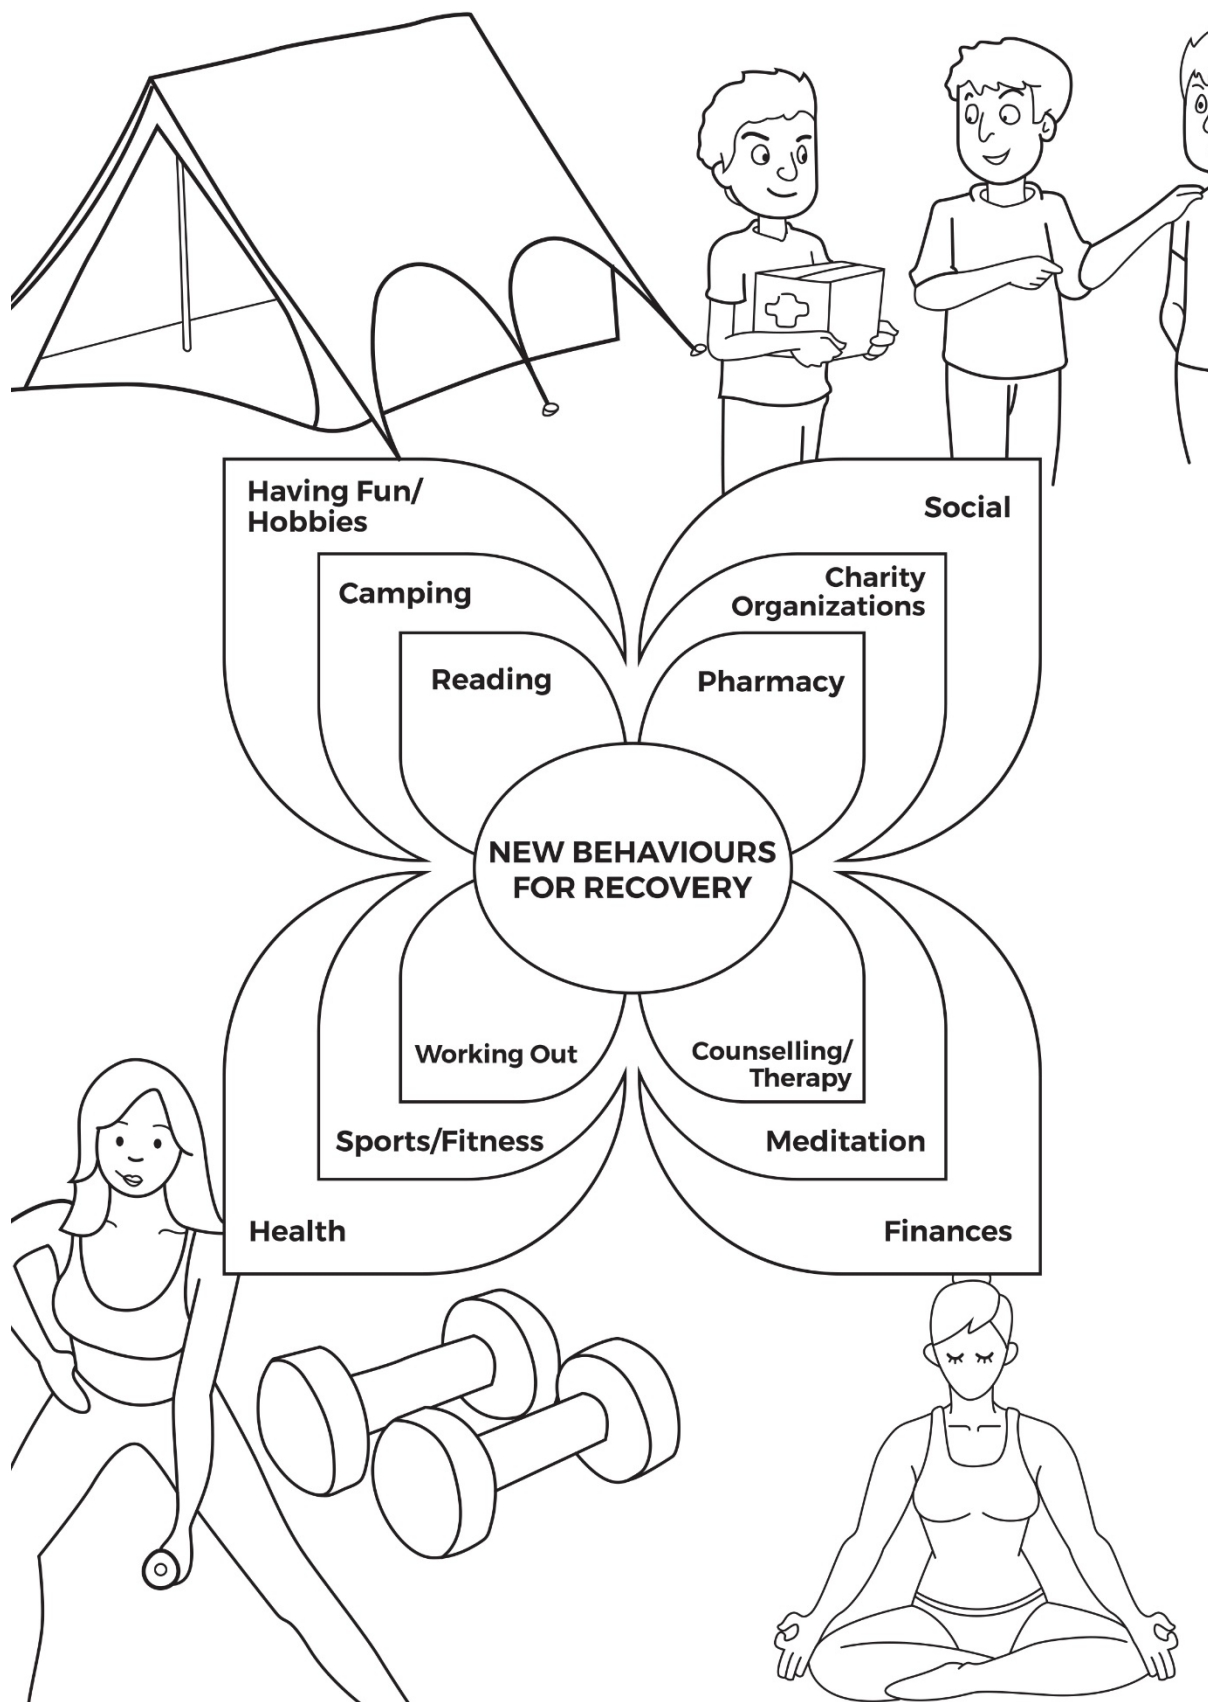 Having Fun/
Hobbies
Camping
Reading
Social
Charity
Organizations
Pharmacy
NEW BEHAVIOURS
FOR RECOVERY
Working Out
Sports/Fitness
Health
Counselling/
Therapy
Meditation
Finances